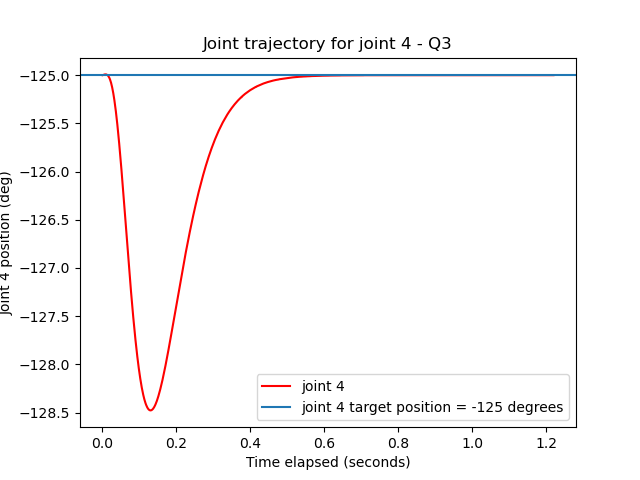 Joint trajectory for joint 4 - Q3
Joint 4 position (deg)
−125.0
−125.5
−126.0
−126.5
−127.0
−127.5
−128.0
−128.5
joint 4
joint 4 target position = -125 degrees
0.0 0.2 0.4 0.6 0.8 1.0 1.2
Time elapsed (seconds)